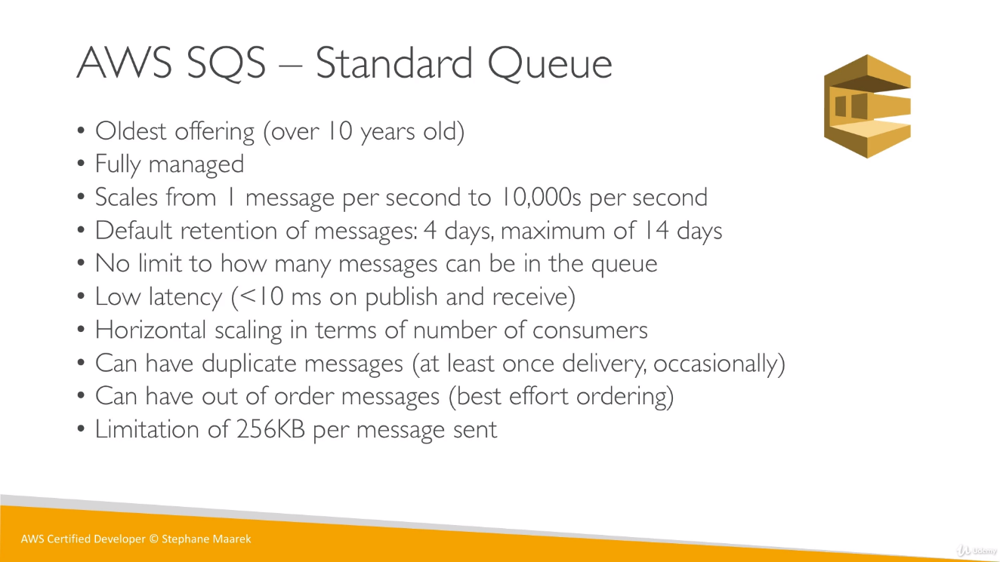 AWS SQS – Standard Queue
• Oldest offering (over 10 years old)
• Fully managed
• Scales from 1 message per second to 10,000s per second
• Default retention of messages: 4 days, maximum of 14 days
• No limit to how many messages can be in the queue
• Low latency (<10 ms on publish and receive)
• Horizontal scaling in terms of number of consumers
• Can have duplicate messages (at least once delivery, occasionally)
• Can have out of order messages (best effort ordering)
• Limitation of 256KB per message sent
AWS Certified Developer © Stephane Maarek
Udemy